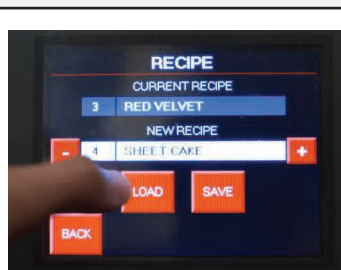 RECIPE
CURRENT RECIPE
3 RED VELVET
NEW RECIPE
- 4 SHEET CAKE +
LOAD SAVE
BACK